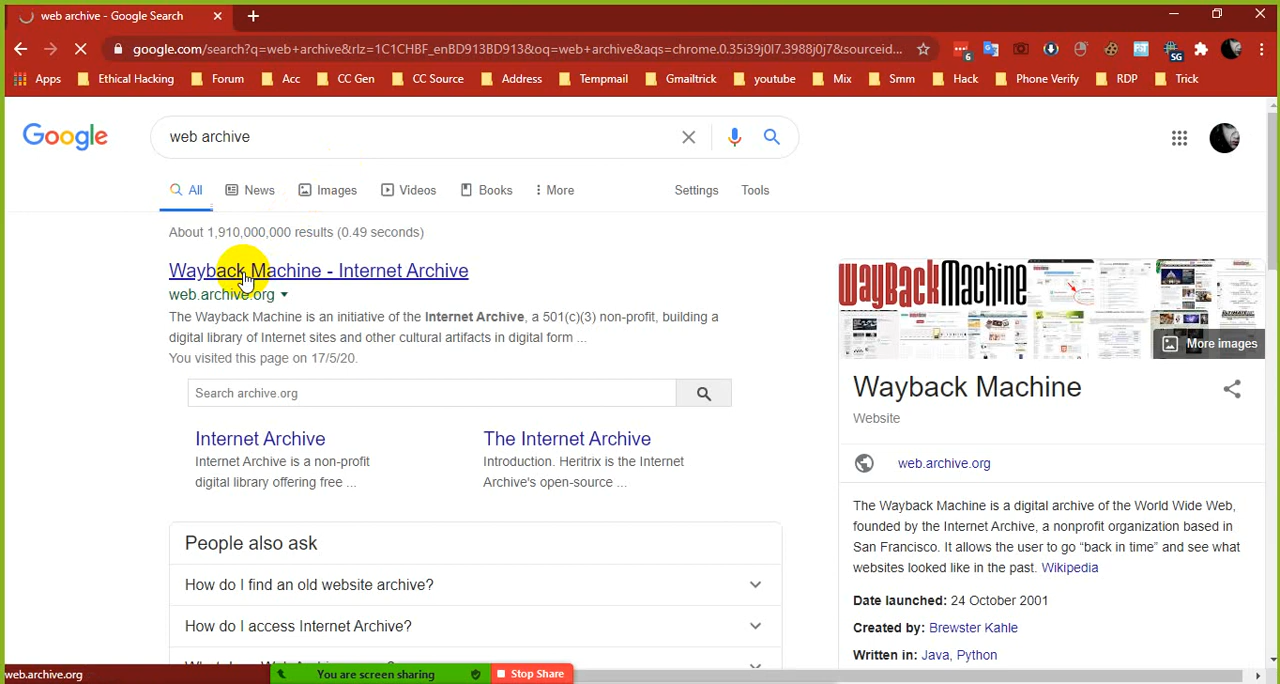 web archive - Google Search
google.com/search?q=web+archive&rlz=1C1CHBF_enBD913BD913&oq=web+archive&aqs=chrome.0.35i39j0l7.3988j0j7&sourceid...
6
SG
Apps Ethical Hacking Forum Acc CC Gen CC Source Address Tempmail Gmailtrick youtube Mix Smm Hack Phone Verify RDP Trick
Google
web archive
All News Images Videos Books More Settings Tools
About 1,910,000,000 results (0.49 seconds)
Wayback Machine - Internet Archive
web.archive.org
The Wayback Machine is an initiative of the Internet Archive, a 501(c)(3) non-profit, building a
digital library of Internet sites and other cultural artifacts in digital form ...
You visited this page on 17/5/20.
Search archive.org
Internet Archive
Internet Archive is a non-profit
digital library offering free ...
The Internet Archive
Introduction. Heritrix is the Internet
Archive's open-source ...
People also ask
How do I find an old website archive?
How do I access Internet Archive?
WayBackMachine
More images
Wayback Machine
Website
web.archive.org
The Wayback Machine is a digital archive of the World Wide Web,
founded by the Internet Archive, a nonprofit organization based in
San Francisco. It allows the user to go “back in time” and see what
websites looked like in the past. Wikipedia
Date launched: 24 October 2001
Created by: Brewster Kahle
Written in: Java, Python
web.archive.org
You are screen sharing
Stop Share